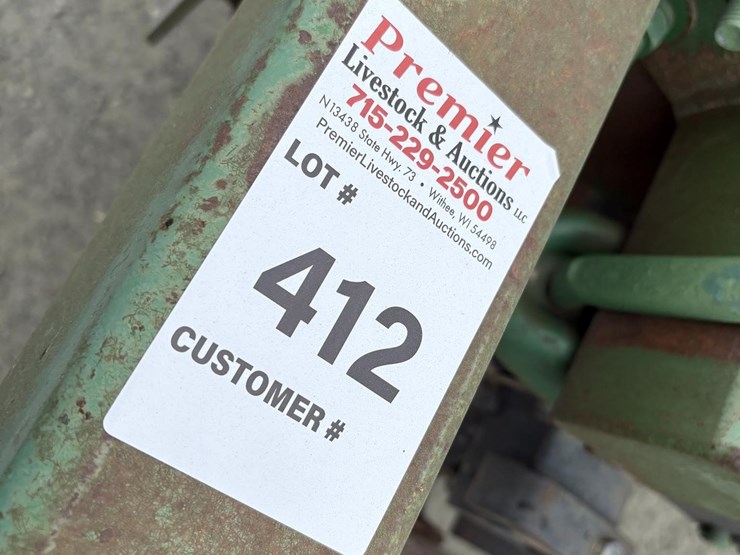 Premier
Livestock & Auctions LLC
715-229-2500
N13438 State Hwy. 73 • Withee, WI 54498
PremierLivestockandAuctions.com
LOT #
412
CUSTOMER #